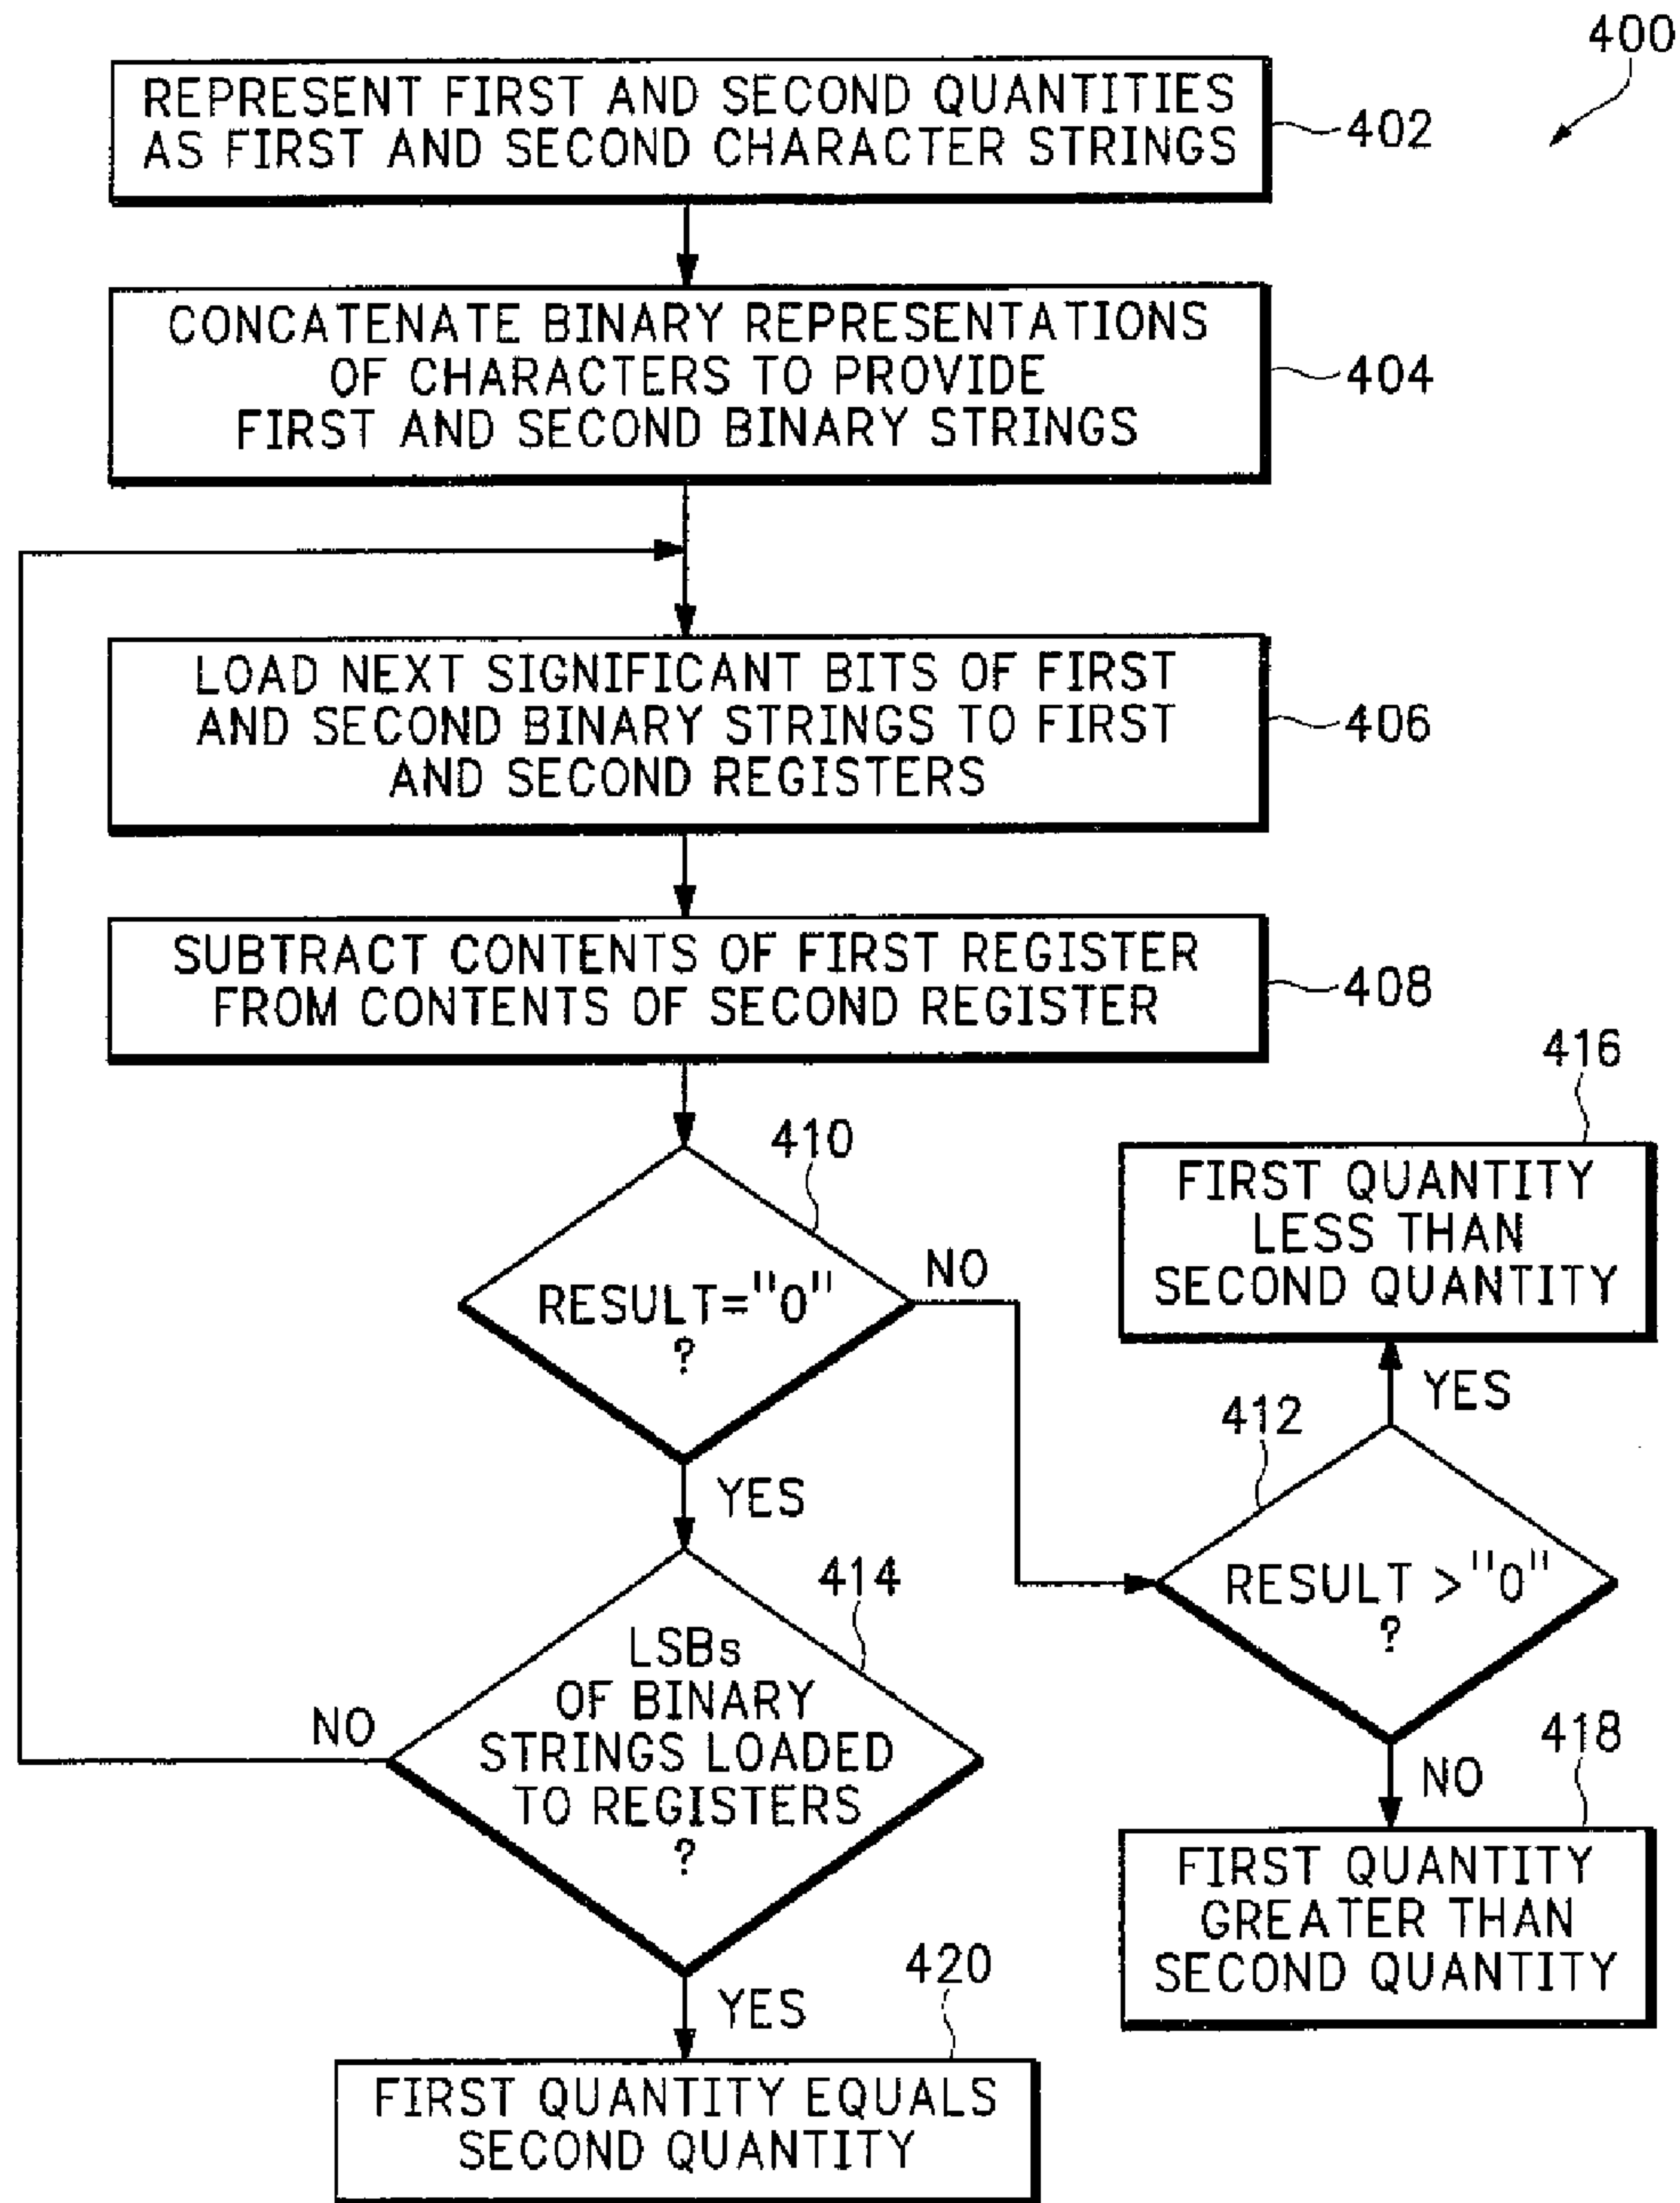 400
REPRESENT FIRST AND SECOND QUANTITIES
AS FIRST AND SECOND CHARACTER STRINGS
402
CONCATENATE BINARY REPRESENTATIONS
OF CHARACTERS TO PROVIDE
FIRST AND SECOND BINARY STRINGS
404
LOAD NEXT SIGNIFICANT BITS OF FIRST
AND SECOND BINARY STRINGS TO FIRST
AND SECOND REGISTERS
406
SUBTRACT CONTENTS OF FIRST REGISTER
FROM CONTENTS OF SECOND REGISTER
408
410
RESULT="0"
?
NO
YES
416
FIRST QUANTITY
LESS THAN
SECOND QUANTITY
YES
412
RESULT >"0"
?
NO
418
FIRST QUANTITY
GREATER THAN
SECOND QUANTITY
414
LSBs
OF BINARY
STRINGS LOADED
TO REGISTERS
?
NO
YES
420
FIRST QUANTITY EQUALS
SECOND QUANTITY